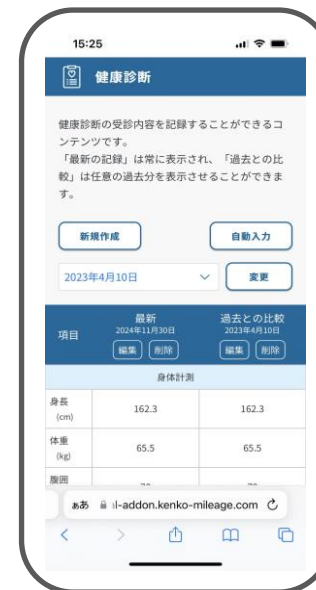 15:25
健康診断
健康診断の受診内容を記録することができるコ
ンテンツです。
「最新の記録」は常に表示され、「過去との比
較」は任意の過去分を表示させることができま
す。
新規作成 自動入力
2023年4月10日 変更
項目 最新 過去との比較
2024年11月30日 2023年4月10日
編集 削除 編集 削除
身体計測
身長 162.3 162.3
(cm)
体重 65.5 65.5
(kg)
腹囲
ぁあ l-addon.kenko-mileage.com